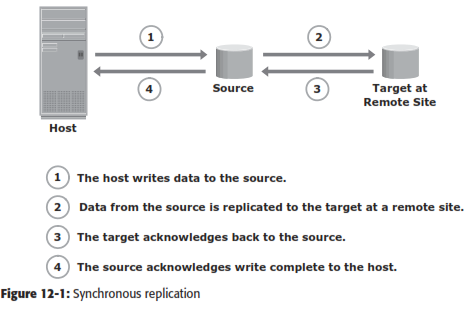 1
2
Source
4
3
Target at
Remote Site
Host
1 The host writes data to the source.
2 Data from the source is replicated to the target at a remote site.
3 The target acknowledges back to the source.
4 The source acknowledges write complete to the host.
Figure 12-1: Synchronous replication